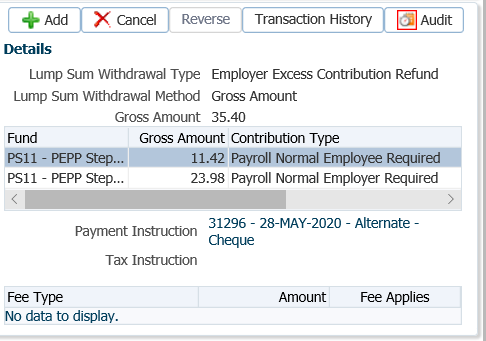 Add Cancel Reverse Transaction History Audit
Details
Lump Sum Withdrawal Type Employer Excess Contribution Refund
Lump Sum Withdrawal Method Gross Amount
Gross Amount 35.40
Fund Gross Amount Contribution Type
PS11 - PEPP Step... 11.42 Payroll Normal Employee Required
PS11 - PEPP Step... 23.98 Payroll Normal Employer Required
Payment Instruction 31296 - 28-MAY-2020 - Alternate -
Cheque
Tax Instruction
Fee Type Amount Fee Applies
No data to display.